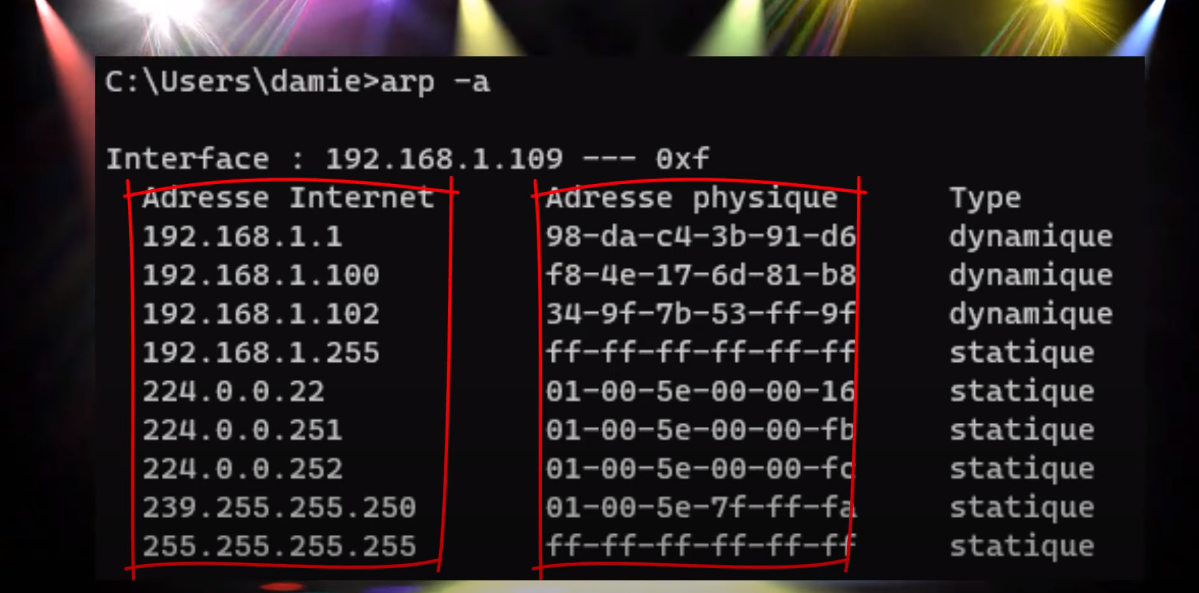 C:\Users\damie>arp -a
Interface : 192.168.1.109 --- 0xf
Adresse Internet Adresse physique Type
192.168.1.1 98-da-c4-3b-91-d6 dynamique
192.168.1.100 f8-4e-17-6d-81-b8 dynamique
192.168.1.102 34-9f-7b-53-ff-9f dynamique
192.168.1.255 ff-ff-ff-ff-ff-ff statique
224.0.0.22 01-00-5e-00-00-16 statique
224.0.0.251 01-00-5e-00-00-fb statique
224.0.0.252 01-00-5e-00-00-fc statique
239.255.255.250 01-00-5e-7f-ff-fa statique
255.255.255.255 ff-ff-ff-ff-ff-ff statique